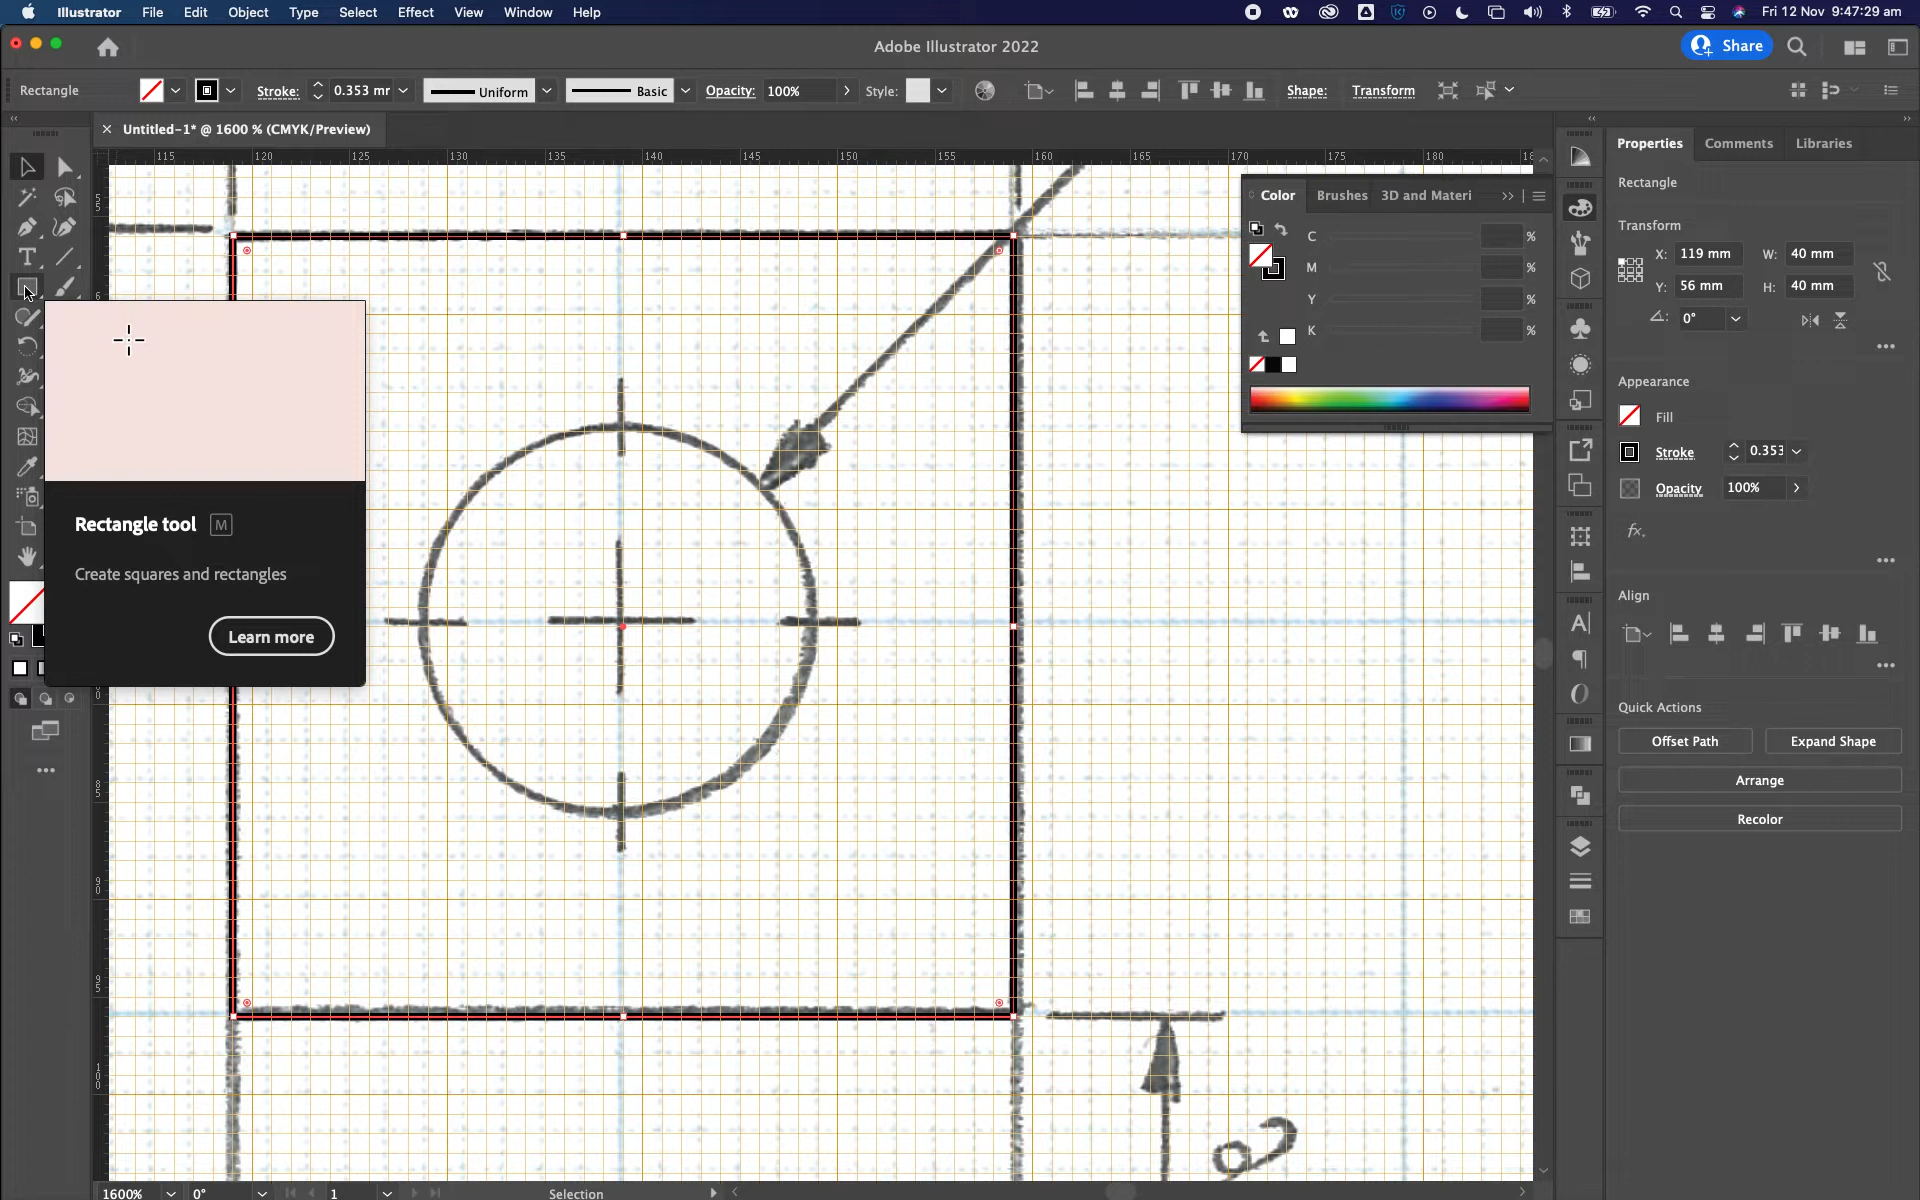 Illustrator File Edit Object Type Select Effect View Window Help
Fri 12 Nov 9:47:29 am
Adobe Illustrator 2022
Share
Rectangle
Stroke: 0.353 mr
Uniform
Basic
Opacity: 100%
Style:
Shape:
Transform
Untitled-1* @ 1600 % (CMYK/Preview)
Properties Comments Libraries
115 120 125 130 135 140 145 150 155 160 165 170 175 180 18
Rectangle
Color Brushes 3D and Materi
Transform
C %
M %
Y %
K %
X: 119 mm W: 40 mm
Y: 56 mm H: 40 mm
0°
Appearance
Fill
Stroke 0.353
Opacity 100%
fx.
Rectangle tool M
Create squares and rectangles
Learn more
Align
Quick Actions
Offset Path Expand Shape
Arrange
Recolor
85
90
95
100
1600% 0° 1 Selection